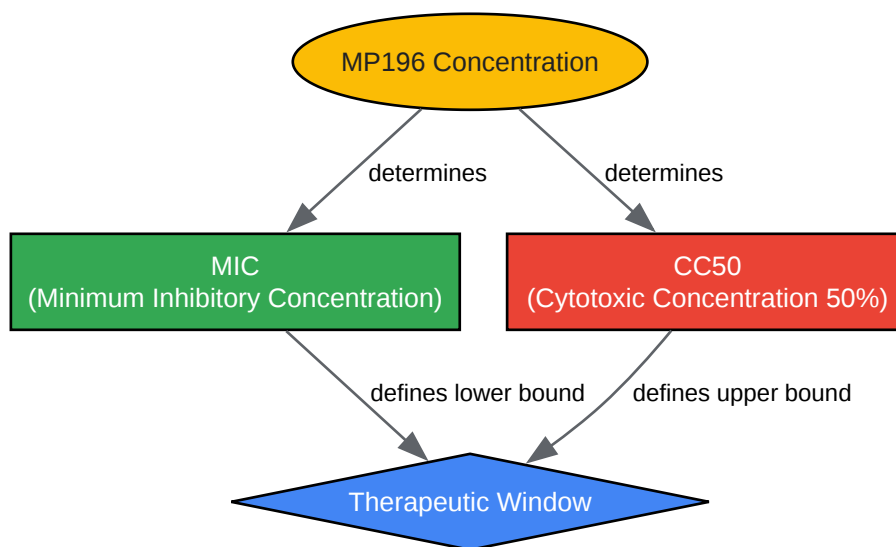 MP196 Concentration
determines
determines
MIC
(Minimum Inhibitory Concentration)
CC50
(Cytotoxic Concentration 50%)
defines lower bound
defines upper bound
Therapeutic Window